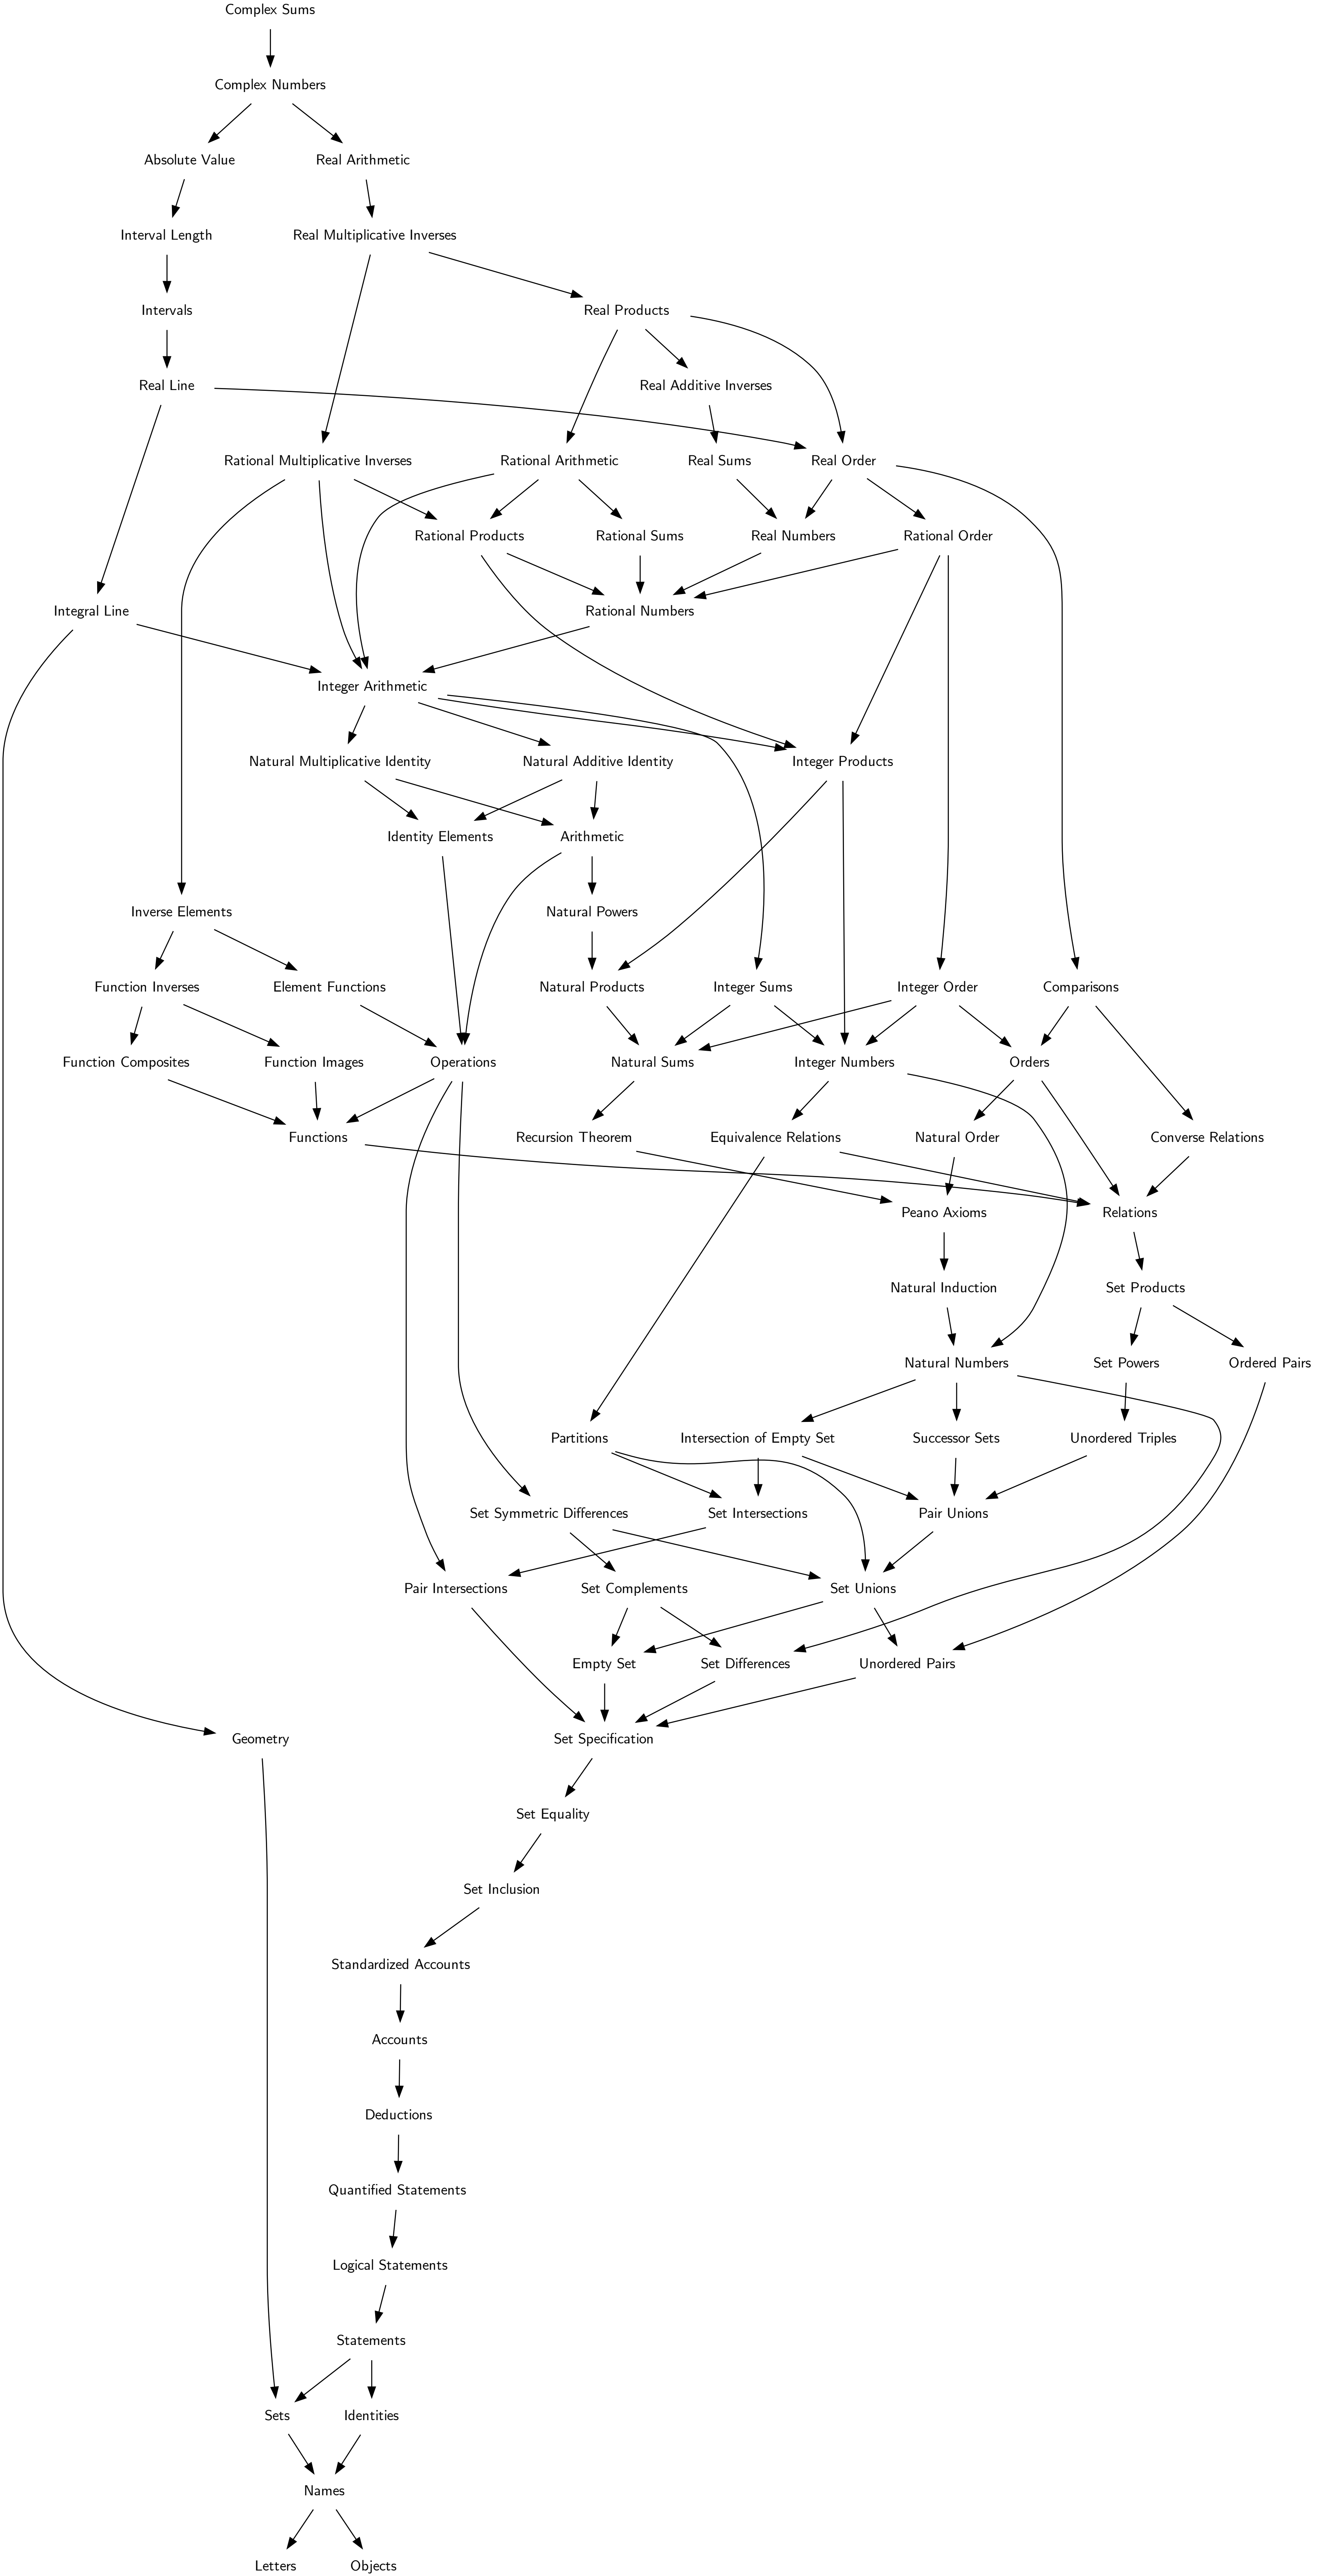 Complex Sums
Complex Numbers
Absolute Value
Real Arithmetic
Interval Length
Real Multiplicative Inverses
Intervals
Real Products
Real Line
Real Additive Inverses
Rational Multiplicative Inverses
Rational Arithmetic
Real Sums
Real Order
Rational Products
Rational Sums
Real Numbers
Rational Order
Integral Line
Rational Numbers
Integer Arithmetic
Natural Multiplicative Identity
Natural Additive Identity
Integer Products
Identity Elements
Arithmetic
Inverse Elements
Natural Powers
Function Inverses
Element Functions
Natural Products
Integer Sums
Integer Order
Comparisons
Function Composites
Function Images
Operations
Natural Sums
Integer Numbers
Orders
Functions
Recursion Theorem
Equivalence Relations
Natural Order
Converse Relations
Peano Axioms
Relations
Natural Induction
Set Products
Natural Numbers
Set Powers
Ordered Pairs
Partitions
Intersection of Empty Set
Successor Sets
Unordered Triples
Set Symmetric Differences
Set Intersections
Pair Unions
Pair Intersections
Set Complements
Set Unions
Empty Set
Set Differences
Unordered Pairs
Geometry
Set Specification
Set Equality
Set Inclusion
Standardized Accounts
Accounts
Deductions
Quantified Statements
Logical Statements
Statements
Sets
Identities
Names
Letters
Objects